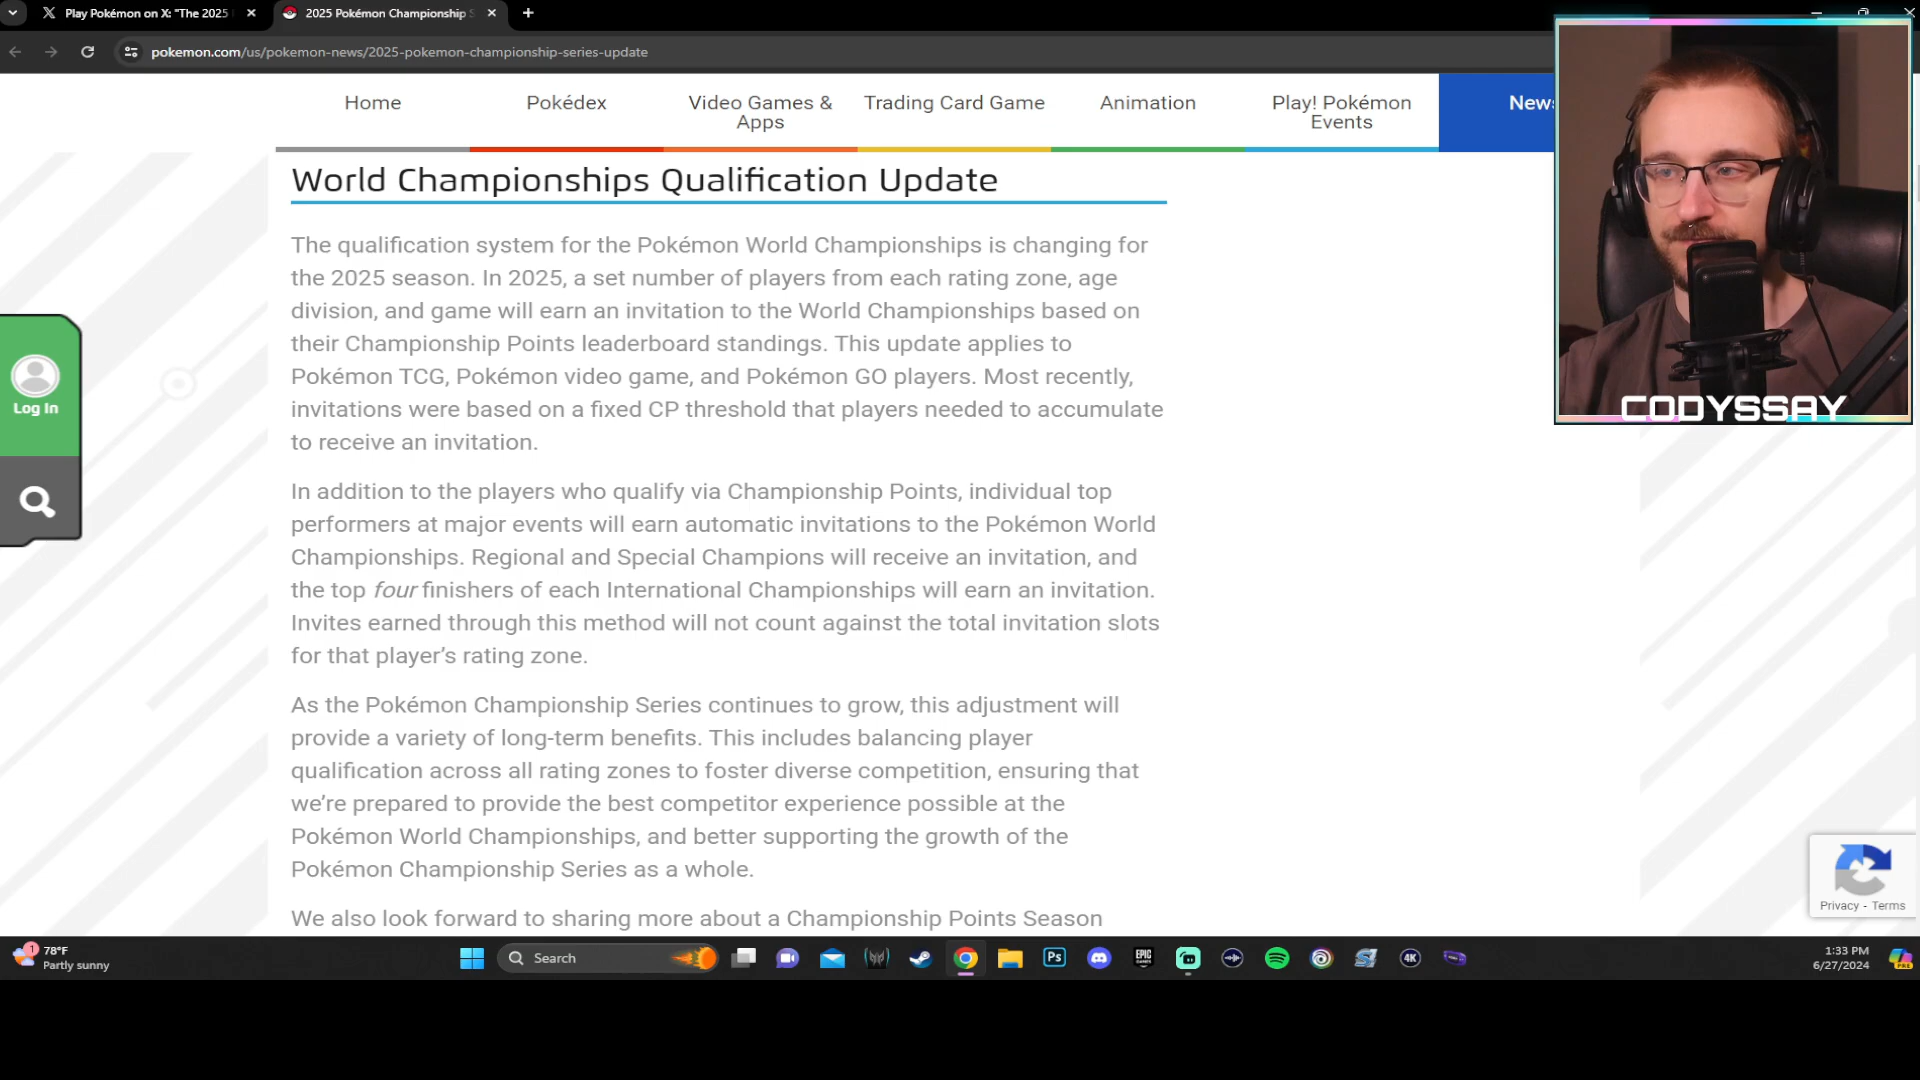 Play Pokémon on X: "The 2025
2025 Pokémon Championship S
pokemon.com/us/pokemon-news/2025-pokemon-championship-series-update
Home
Pokédex
Video Games &
Apps
Trading Card Game
Animation
Play! Pokémon
Events
News
World Championships Qualification Update
The qualification system for the Pokémon World Championships is changing for
the 2025 season. In 2025, a set number of players from each rating zone, age
division, and game will earn an invitation to the World Championships based on
their Championship Points leaderboard standings. This update applies to
Pokémon TCG, Pokémon video game, and Pokémon GO players. Most recently,
invitations were based on a fixed CP threshold that players needed to accumulate
to receive an invitation.
In addition to the players who qualify via Championship Points, individual top
performers at major events will earn automatic invitations to the Pokémon World
Championships. Regional and Special Champions will receive an invitation, and
the top four finishers of each International Championships will earn an invitation.
Invites earned through this method will not count against the total invitation slots
for that player’s rating zone.
As the Pokémon Championship Series continues to grow, this adjustment will
provide a variety of long-term benefits. This includes balancing player
qualification across all rating zones to foster diverse competition, ensuring that
we’re prepared to provide the best competitor experience possible at the
Pokémon World Championships, and better supporting the growth of the
Pokémon Championship Series as a whole.
We also look forward to sharing more about a Championship Points Season
Log In
CODYSSAY
Privacy - Terms
1
78°F
Partly sunny
Search
Ps
EPIC
GAMES
4K
1:33 PM
6/27/2024
PRE